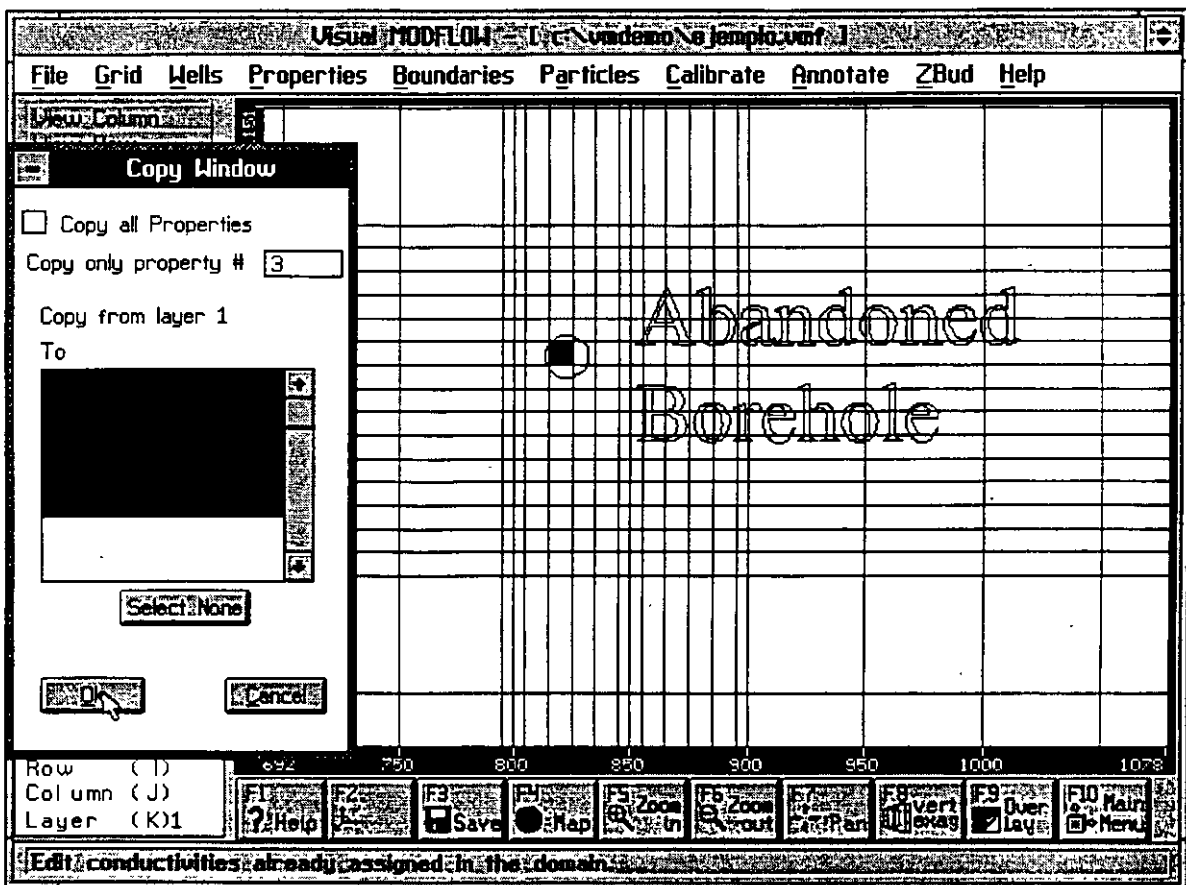 Visual MODFLOW - [ c:\vmdemo\ejemplo.vmf ]
File Grid Wells Properties Boundaries Particles Calibrate Annotate ZBud Help
View Column
Copy Window
Copy all Properties
Copy only property # 3
Copy from layer 1
To
Select None
Cancel
Abandoned
Borehole
692 750 800 850 900 950 1000 1078
Row (I)
Column (J)
Layer (K)1
F1 ? Help
F2
F3 Save
F4 Map
F5 Zoom in
F6 Zoom out
F7 Pan
F8 vert exag
F9 Over lay
F10 Main Menu
Edit conductivities already assigned in the domain.